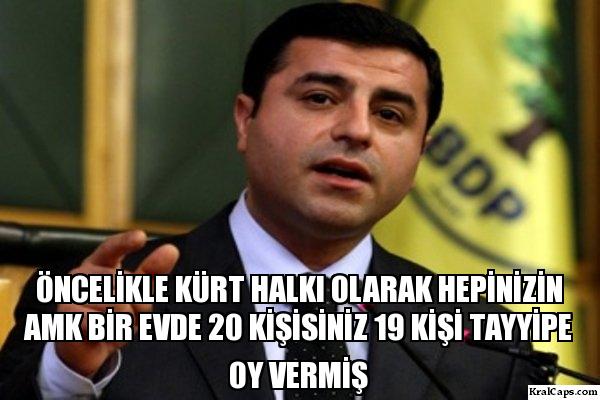 BDP
ÖNCELİKLE KÜRT HALKI OLARAK HEPİNİZİN
AMK BİR EVDE 20 KİŞİSİNİZ 19 KİŞİ TAYYİPE
OY VERMİŞ
KralCaps.com